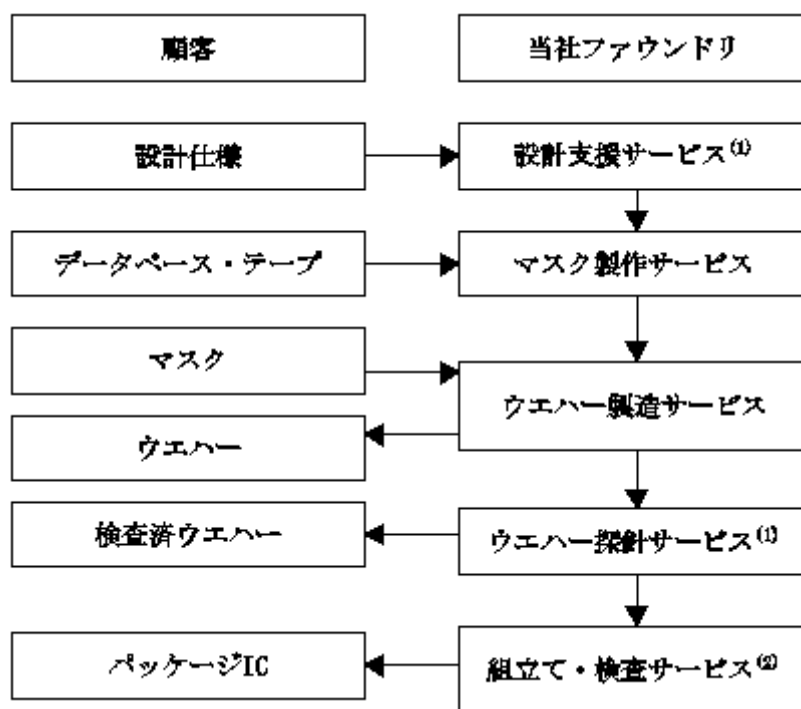 顧客
当社ファウンドリ
設計仕様
設計支援サービス(1)
データベース・テープ
マスク製作サービス
マスク
ウエハー製造サービス
ウエハー
検査済ウエハー
ウエハー探針サービス(1)
パッケージIC
組立て・検査サービス(2)